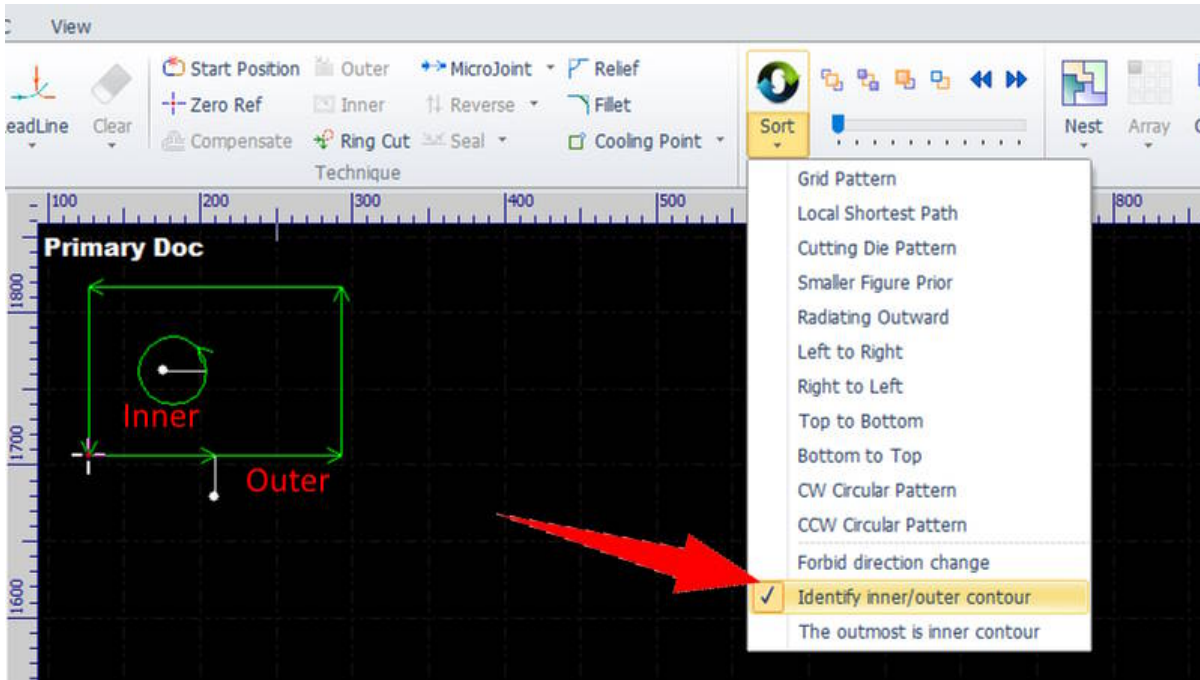 View
Start Position Outer MicroJoint Relief
Zero Ref Inner Reverse Fillet
Compensate Ring Cut Seal Cooling Point
Clear
Technique
Sort
Nest Array
100 200 300 400 500 800
Primary Doc
1800
1700
1600
Inner
Outer
Grid Pattern
Local Shortest Path
Cutting Die Pattern
Smaller Figure Prior
Radiating Outward
Left to Right
Right to Left
Top to Bottom
Bottom to Top
CW Circular Pattern
CCW Circular Pattern
Forbid direction change
Identify inner/outer contour
The outmost is inner contour